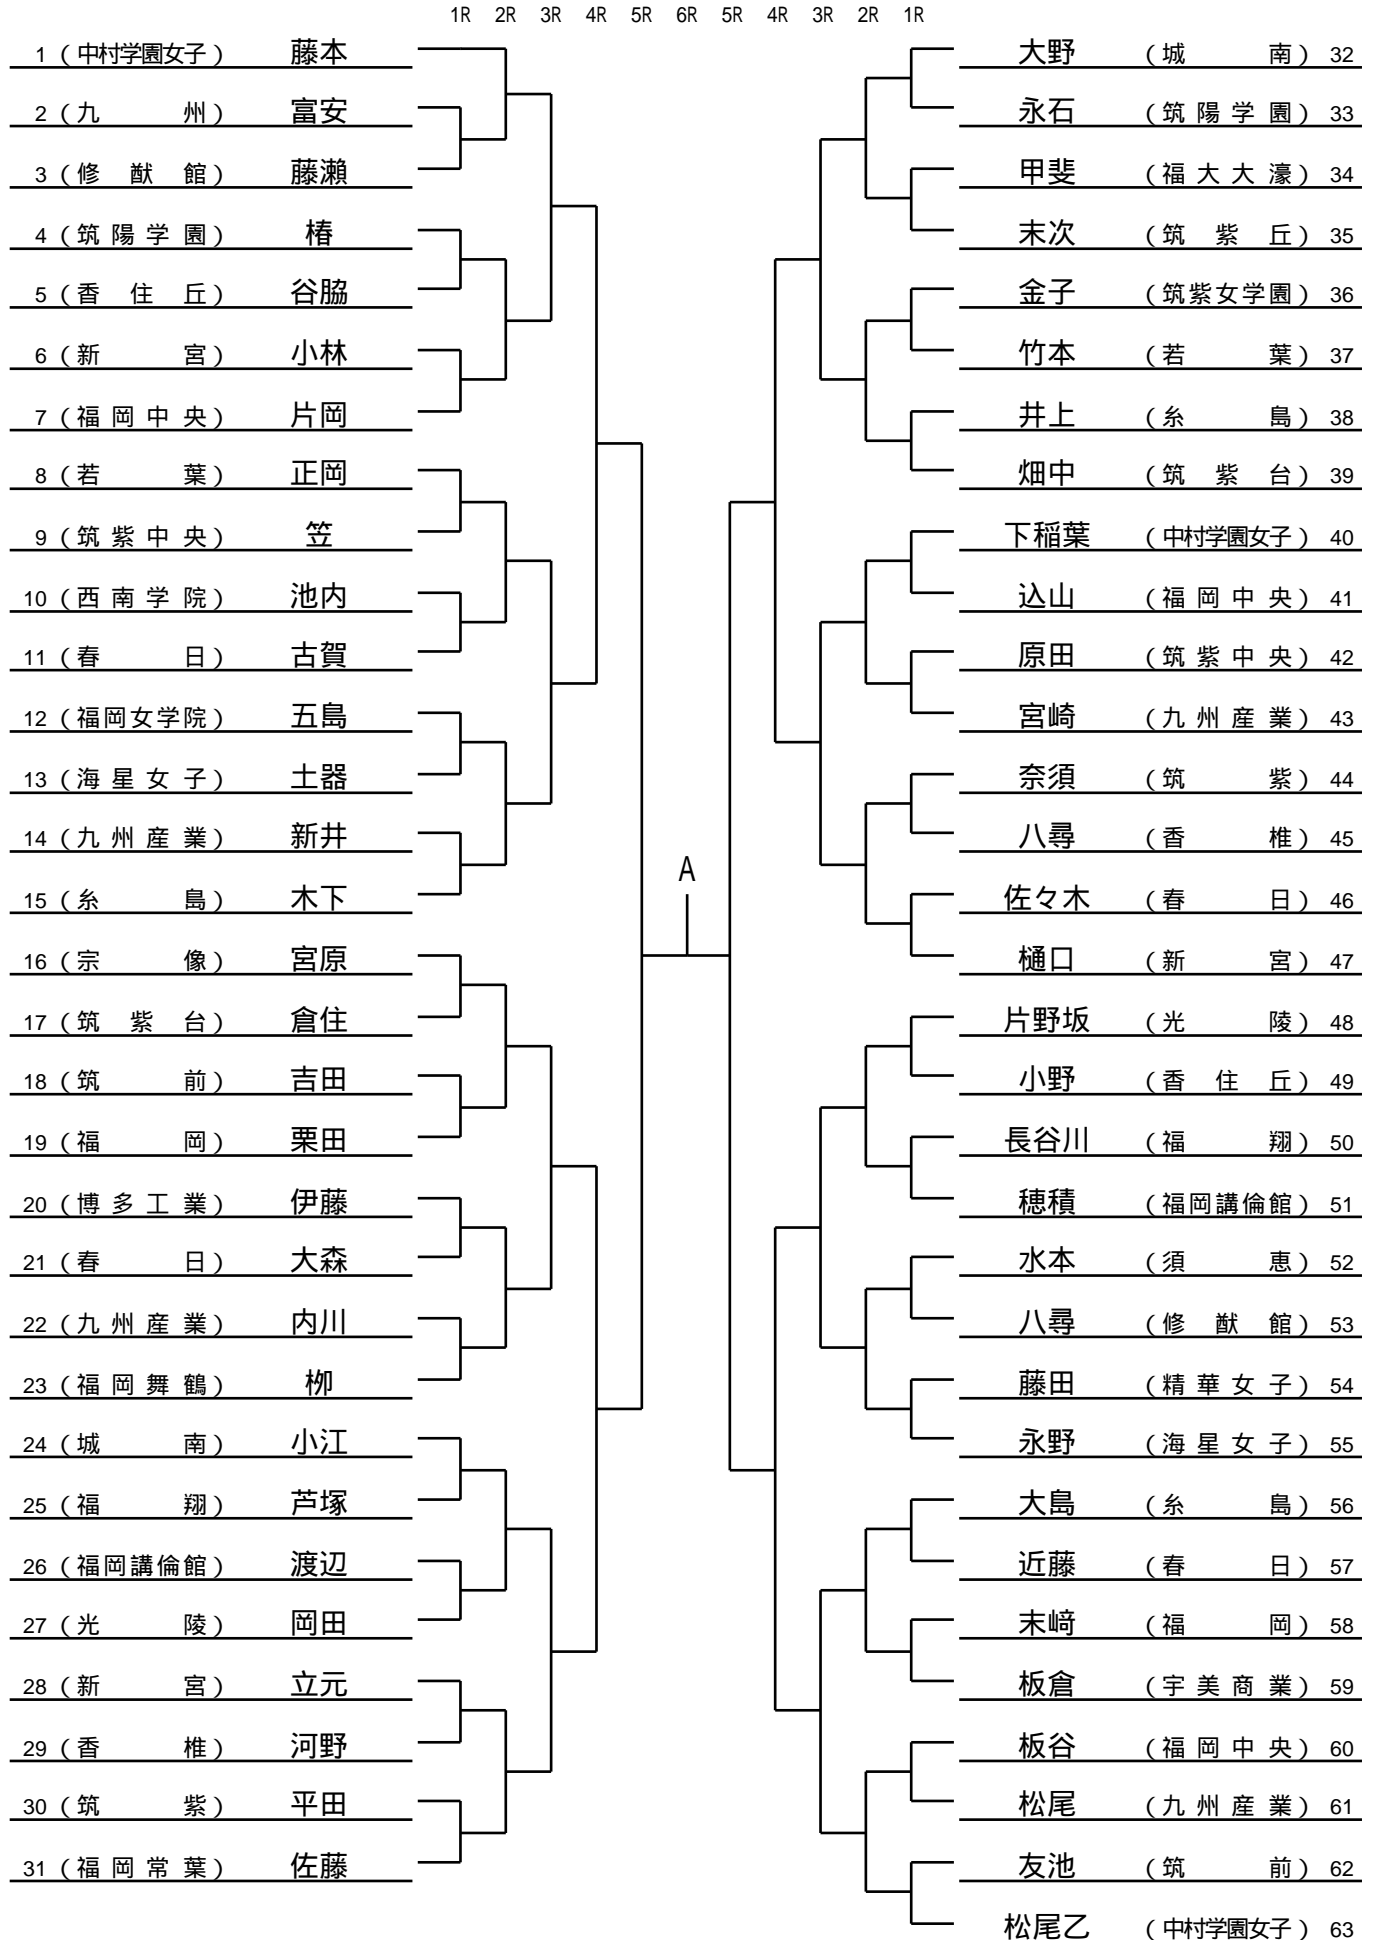 1R 2R 3R 4R 5R 6R 5R 4R 3R 2R 1R
1 （中村学園女子） 藤本
2 （九州） 富安
3 （修猷館） 藤瀬
4 （筑陽学園） 椿
5 （香住丘） 谷脇
6 （新宮） 小林
7 （福岡中央） 片岡
8 （若葉） 正岡
9 （筑紫中央） 笠
10 （西南学院） 池内
11 （春日） 古賀
12 （福岡女学院） 五島
13 （海星女子） 土器
14 （九州産業） 新井
15 （糸島） 木下
16 （宗像） 宮原
17 （筑紫台） 倉住
18 （筑前） 吉田
19 （福岡） 栗田
20 （博多工業） 伊藤
21 （春日） 大森
22 （九州産業） 内川
23 （福岡舞鶴） 栁
24 （城南） 小江
25 （福翔） 芦塚
26 （福岡講倫館） 渡辺
27 （光陵） 岡田
28 （新宮） 立元
29 （香椎） 河野
30 （筑紫） 平田
31 （福岡常葉） 佐藤
A
大野 （城南） 32
永石 （筑陽学園） 33
甲斐 （福大大濠） 34
末次 （筑紫丘） 35
金子 （筑紫女学園） 36
竹本 （若葉） 37
井上 （糸島） 38
畑中 （筑紫台） 39
下稲葉 （中村学園女子） 40
込山 （福岡中央） 41
原田 （筑紫中央） 42
宮崎 （九州産業） 43
奈須 （筑紫） 44
八尋 （香椎） 45
佐々木 （春日） 46
樋口 （新宮） 47
片野坂 （光陵） 48
小野 （香住丘） 49
長谷川 （福翔） 50
穂積 （福岡講倫館） 51
水本 （須恵） 52
八尋 （修猷館） 53
藤田 （精華女子） 54
永野 （海星女子） 55
大島 （糸島） 56
近藤 （春日） 57
末﨑 （福岡） 58
板倉 （宇美商業） 59
板谷 （福岡中央） 60
松尾 （九州産業） 61
友池 （筑前） 62
松尾乙 （中村学園女子） 63